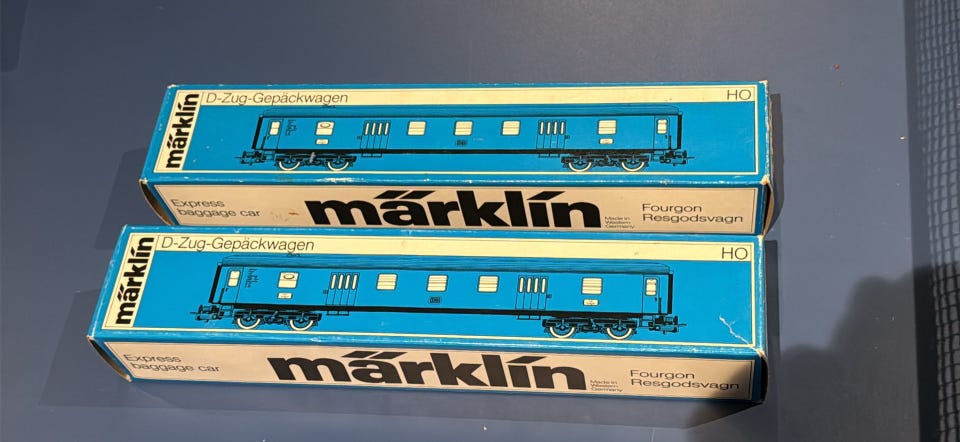 märklin
D-Zug-Gepäckwagen
HO
Express
baggage car
märklin
Made in
Western
Germany
Fourgon
Resgodsvagn
märklin
D-Zug-Gepäckwagen
HO
DB
Express
baggage car
märklin
Made in
Western
Germany
Fourgon
Resgodsvagn